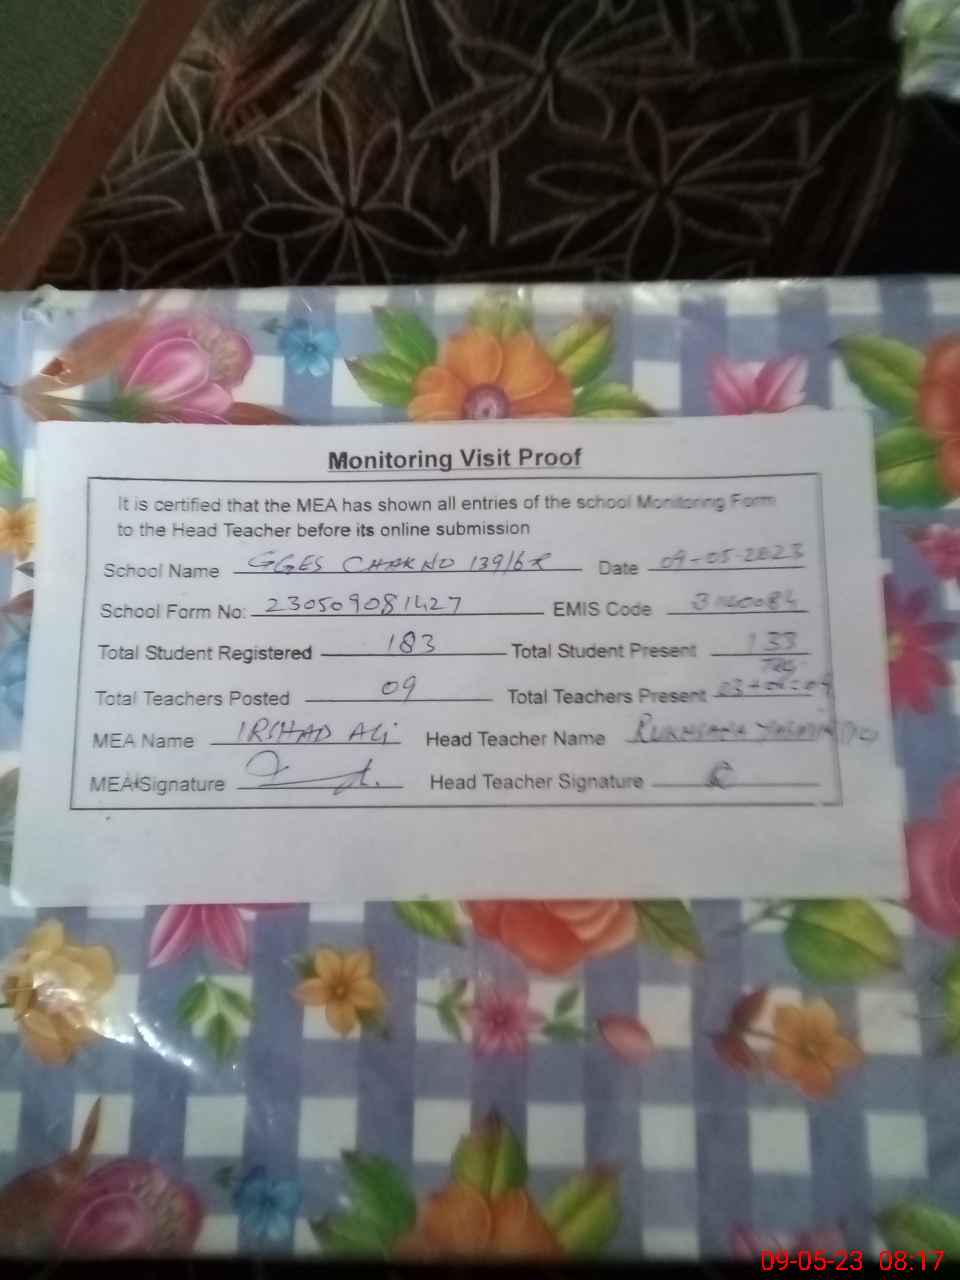 Monitoring Visit Proof
It is certified that the MEA has shown all entries of the school Monitoring Form
to the Head Teacher before its online submission
School Name GGES CHAK NO 139/6R Date 09-05-2023
School Form No: 230509081427 EMIS Code
Total Student Registered 183 Total Student Present 133
Total Teachers Posted 09 Total Teachers Present
MEA Name IRSHAD ALi Head Teacher Name RUKHSANA
MEA Signature Head Teacher Signature
09-05-23 08:17